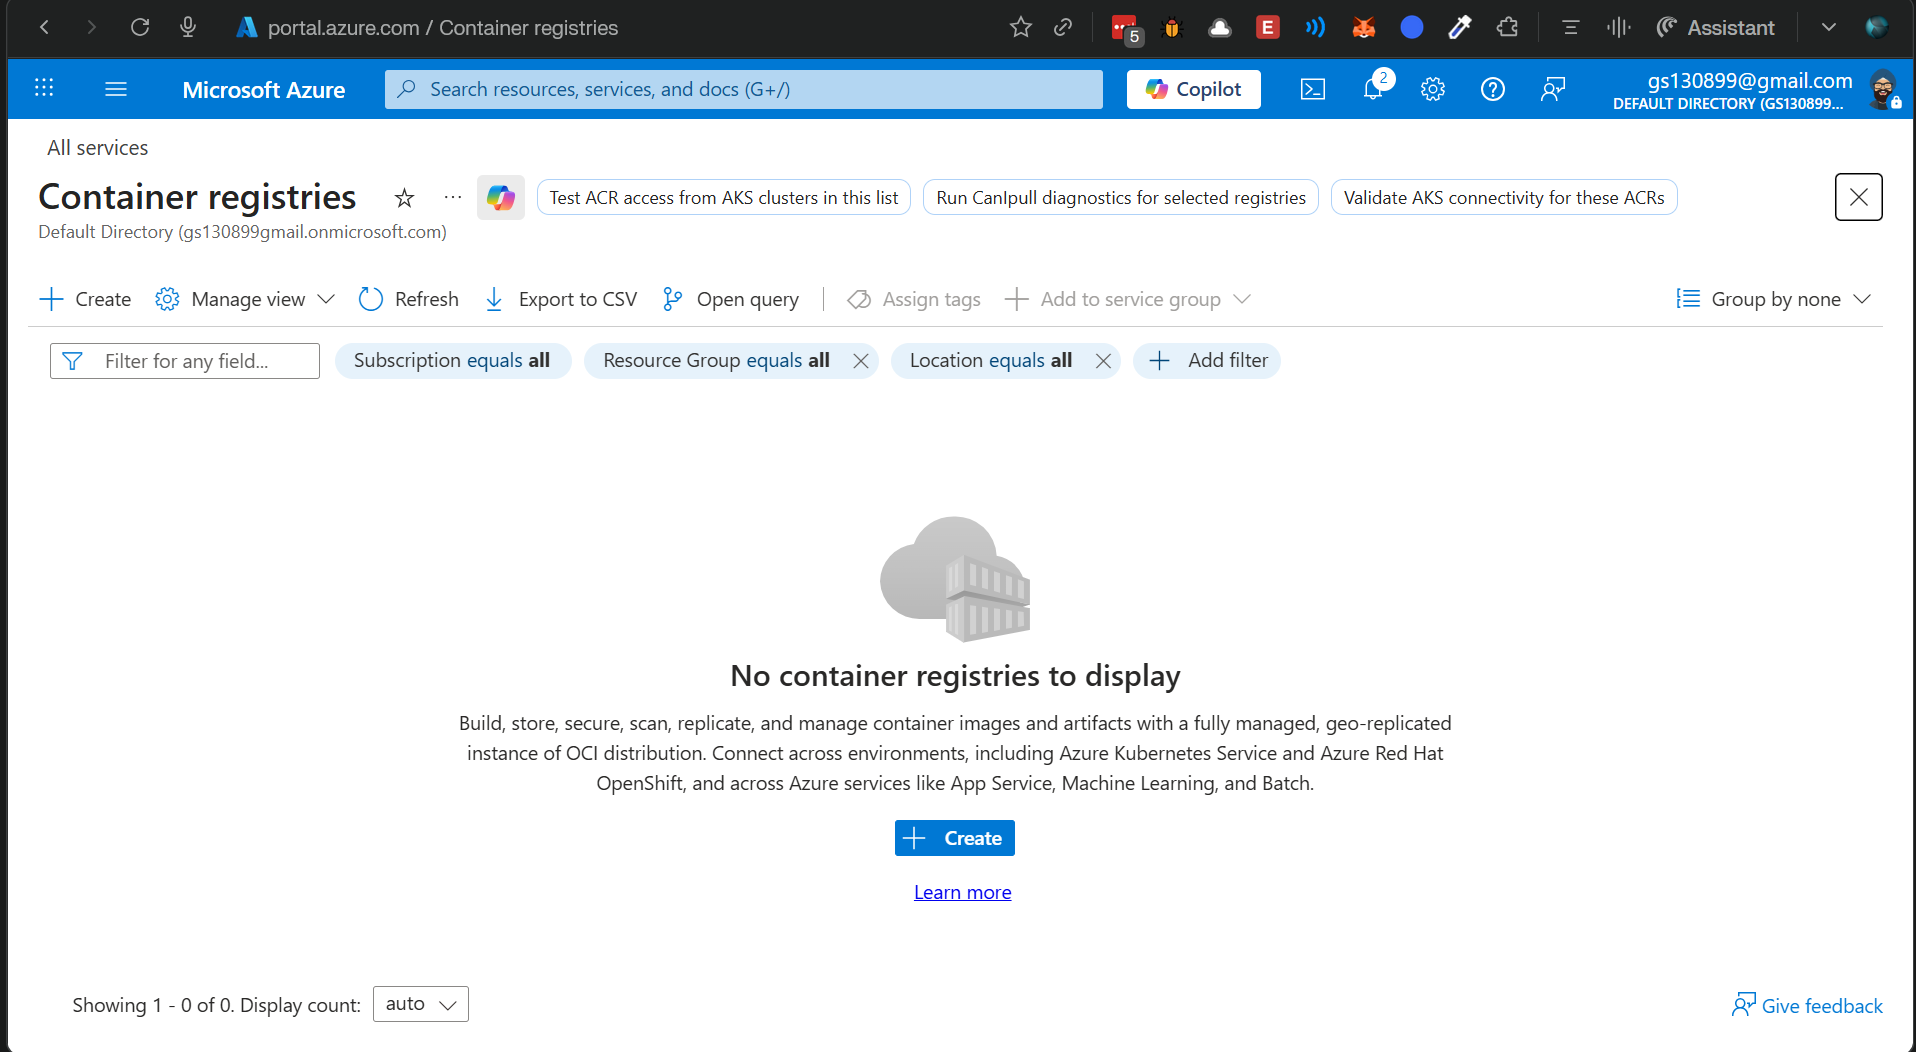 portal.azure.com / Container registries
5
E
Assistant
Microsoft Azure
Search resources, services, and docs (G+/)
Copilot
2
gs130899@gmail.com
DEFAULT DIRECTORY (GS130899...
All services
Container registries
Test ACR access from AKS clusters in this list
Run CanIpull diagnostics for selected registries
Validate AKS connectivity for these ACRs
Default Directory (gs130899gmail.onmicrosoft.com)
Create
Manage view
Refresh
Export to CSV
Open query
Assign tags
Add to service group
Group by none
Filter for any field...
Subscription equals all
Resource Group equals all
Location equals all
Add filter
No container registries to display
Build, store, secure, scan, replicate, and manage container images and artifacts with a fully managed, geo-replicated
instance of OCI distribution. Connect across environments, including Azure Kubernetes Service and Azure Red Hat
OpenShift, and across Azure services like App Service, Machine Learning, and Batch.
Create
Learn more
Showing 1 - 0 of 0. Display count:
auto
Give feedback